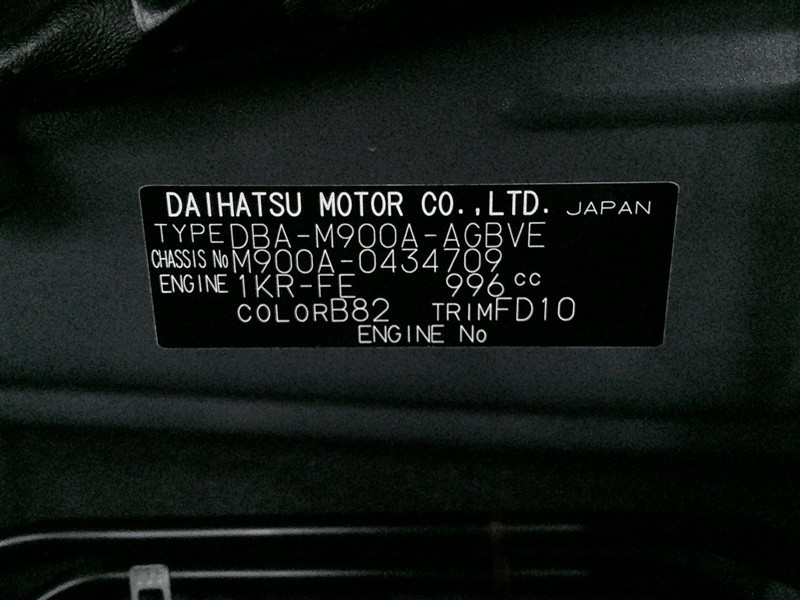 DAIHATSU MOTOR CO.,LTD. JAPAN
TYPE DBA-M900A-AGBVE
CHASSIS No M900A-0434709
ENGINE 1KR-FE 996 cc
COLOR B82 TRIM FD10
ENGINE No